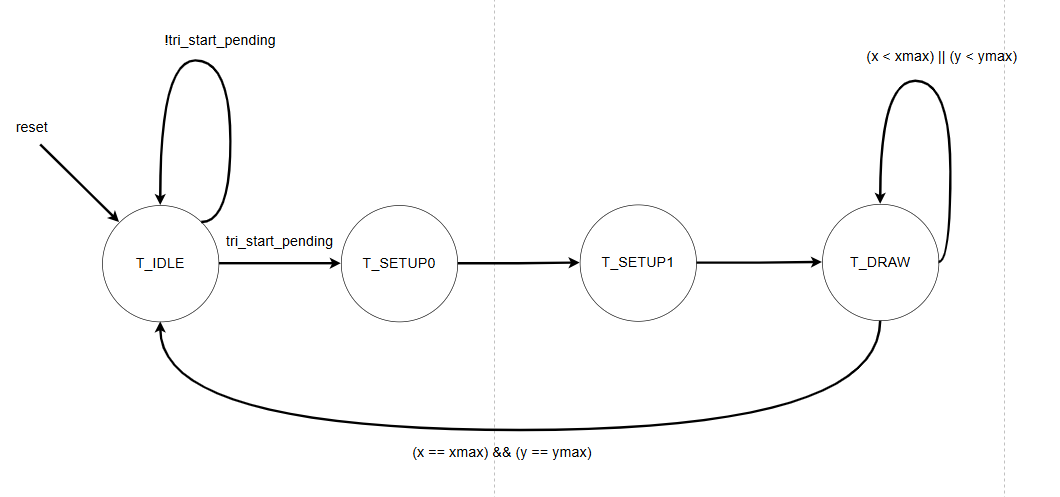 !tri_start_pending
(x < xmax) || (y < ymax)
reset
tri_start_pending
T_IDLE
T_SETUP0
T_SETUP1
T_DRAW
(x == xmax) && (y == ymax)